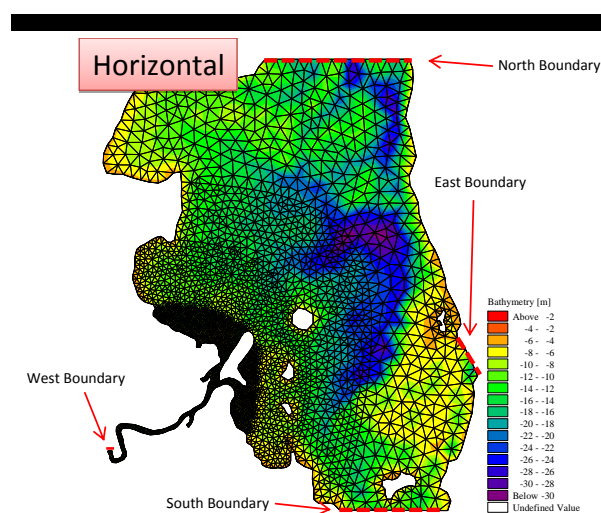 Horizontal
North Boundary
East Boundary
Bathymetry [m]
Above -2
-4 - -2
-6 - -4
-8 - -6
-10 - -8
-12 - -10
-14 - -12
-16 - -14
-18 - -16
-20 - -18
-22 - -20
-24 - -22
-26 - -24
-28 - -26
-30 - -28
Below -30
Undefined Value
West Boundary
South Boundary